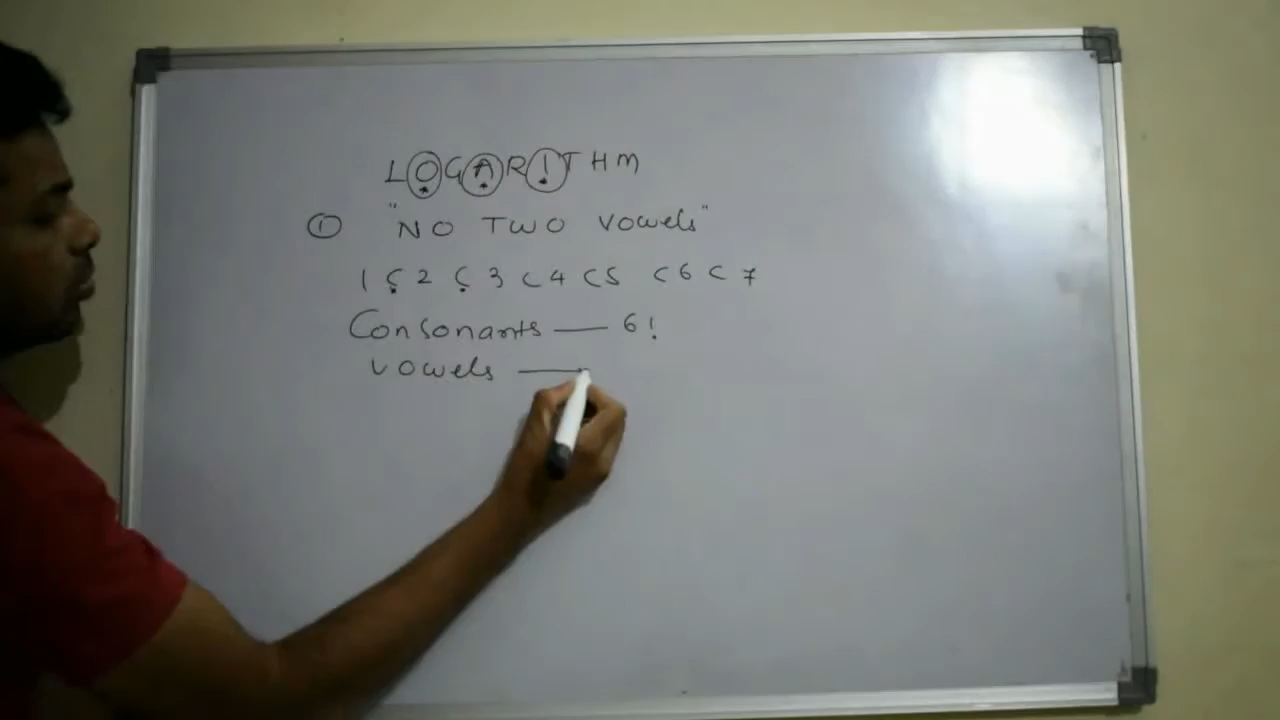 LOGARITHM
① "NO TWO VOWELS"
1 C 2 C 3 C 4 C 5 C 6 C 7
Consonants — 6!
Vowels —